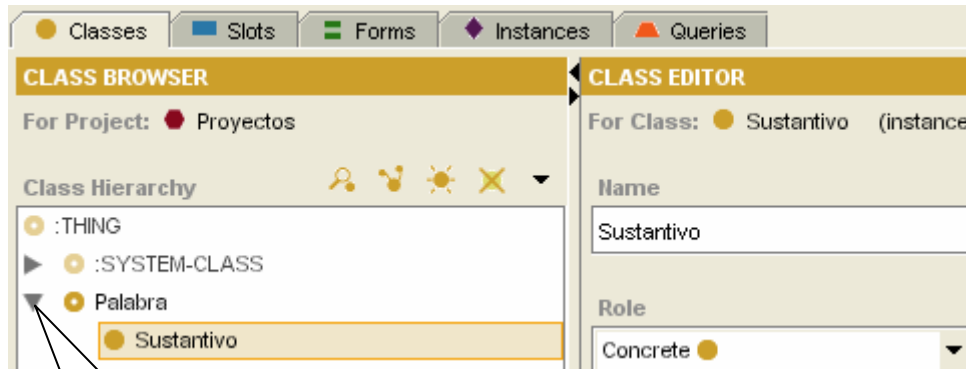 Classes Slots Forms Instances Queries
CLASS BROWSER
For Project: Proyectos
Class Hierarchy
:THING
:SYSTEM-CLASS
Palabra
Sustantivo
CLASS EDITOR
For Class: Sustantivo (instance
Name
Sustantivo
Role
Concrete